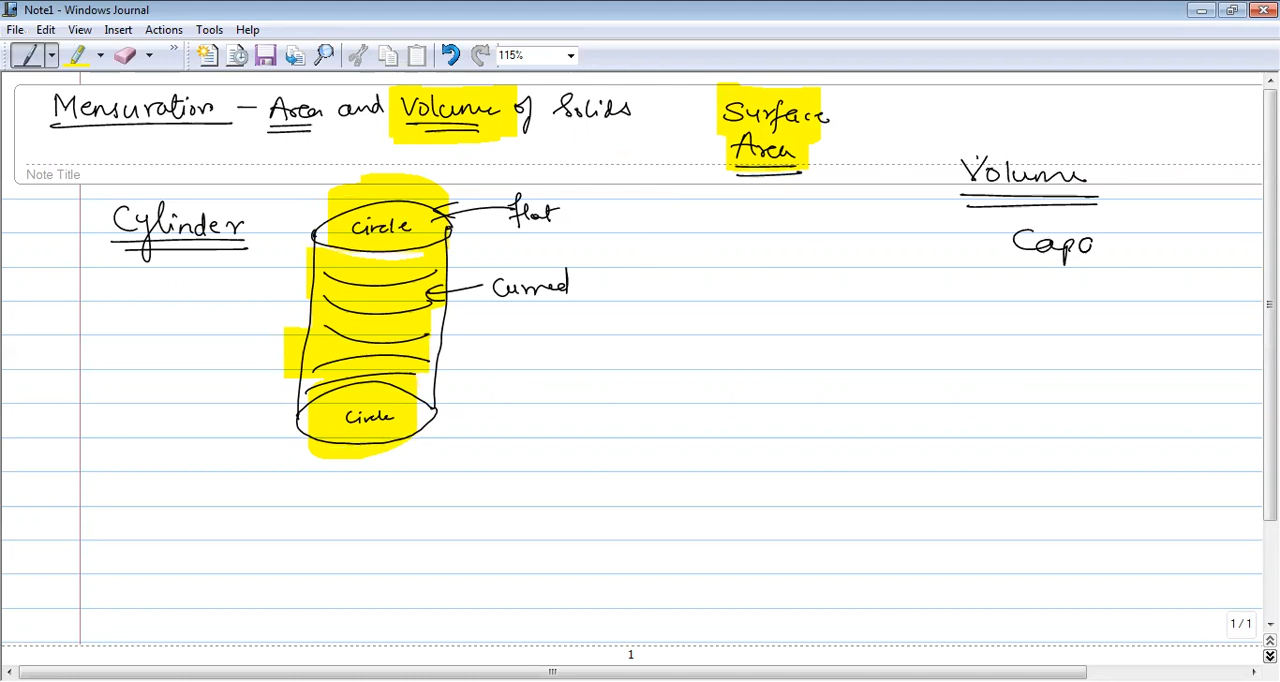 Note1 - Windows Journal
File Edit View Insert Actions Tools Help
115%
Mensuration - Area and Volume of Solids
Surface
Area
Note Title
Volume
Cylinder
Circle
flat
Capa
Curved
Circle
1 / 1
1